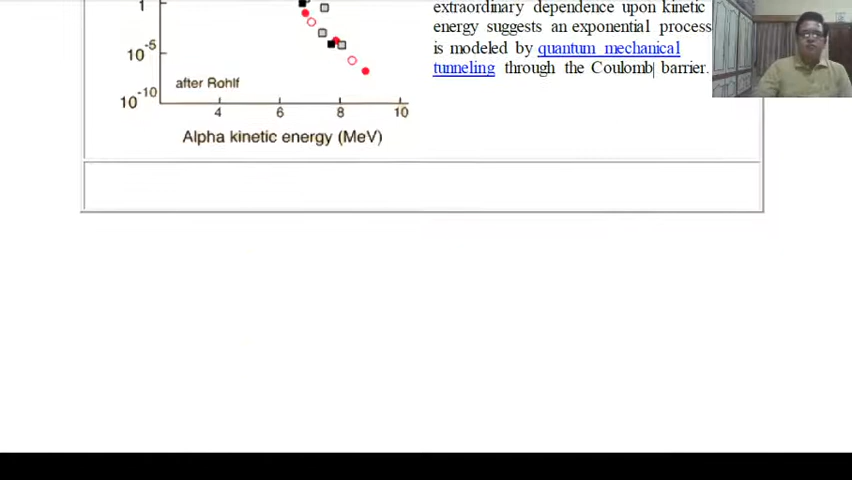 1
10-5
10-10
after Rohlf
4 6 8 10
Alpha kinetic energy (MeV)
extraordinary dependence upon kinetic
energy suggests an exponential process
is modeled by quantum mechanical
tunneling through the Coulomb barrier.